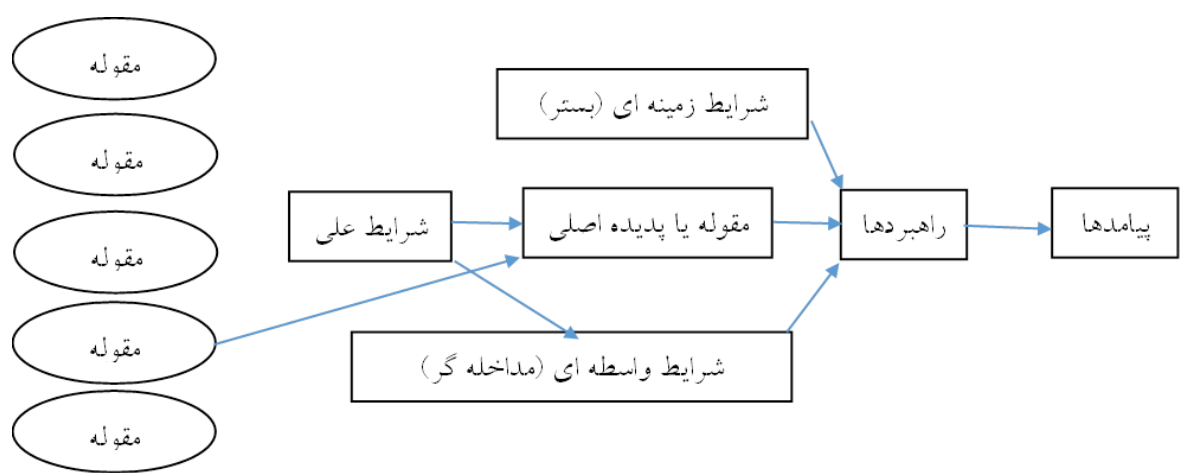 مقوله
مقوله
مقوله
مقوله
مقوله
شرایط زمینه ای (بستر)
شرایط علی
مقوله یا پدیده اصلی
راهبردها
پیامدها
شرایط واسطه ای (مداخله گر)